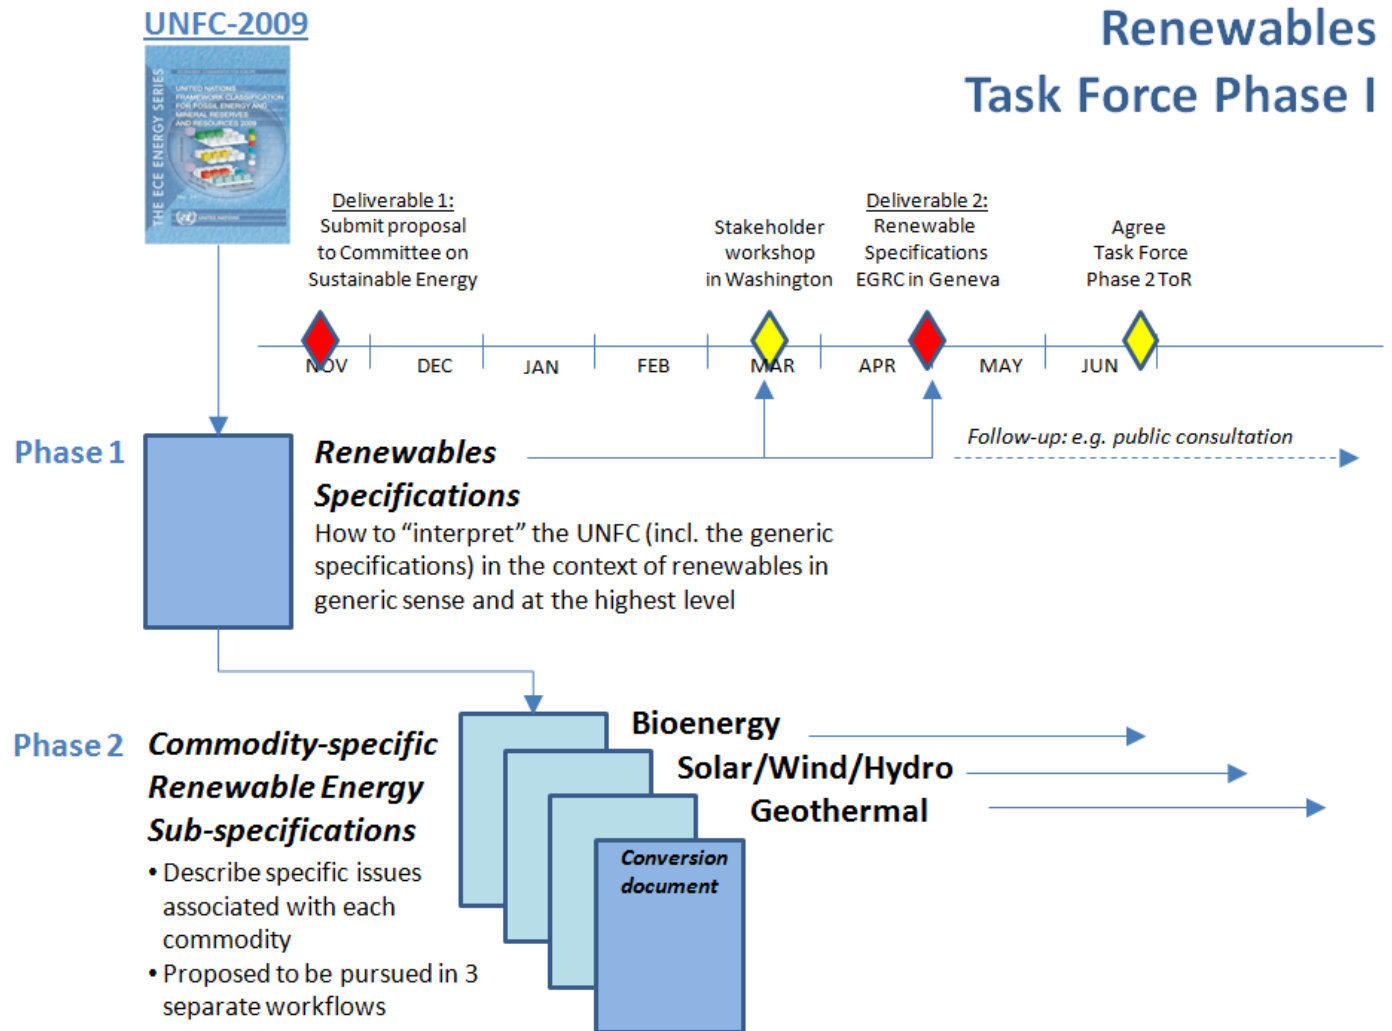 UNFC-2009
Renewables
Task Force Phase I
THE ECE ENERGY SERIES
UNITED NATIONS
FRAMEWORK CLASSIFICATION
FOR FOSSIL ENERGY AND
MINERAL RESERVES
AND RESOURCES 2009
UNITED NATIONS
Deliverable 1:
Submit proposal
to Committee on
Sustainable Energy
Stakeholder
workshop
in Washington
Deliverable 2:
Renewable
Specifications
EGRC in Geneva
Agree
Task Force
Phase 2 ToR
NOV DEC JAN FEB MAR APR MAY JUN
Phase 1
Renewables
Specifications
How to “interpret” the UNFC (incl. the generic
specifications) in the context of renewables in
generic sense and at the highest level
Follow-up: e.g. public consultation
Phase 2
Commodity-specific
Renewable Energy
Sub-specifications
• Describe specific issues
associated with each
commodity
• Proposed to be pursued in 3
separate workflows
Bioenergy
Solar/Wind/Hydro
Geothermal
Conversion
document